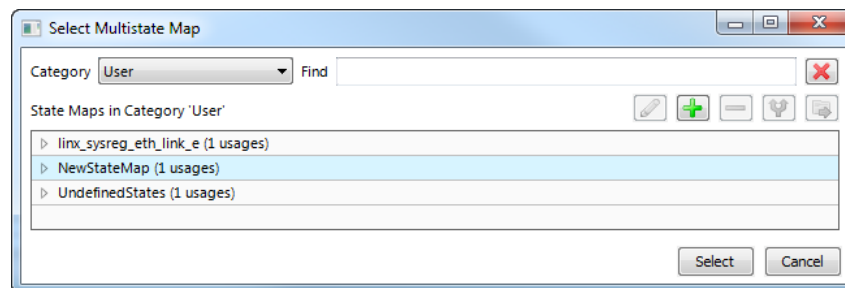 Select Multistate Map
Category User Find
State Maps in Category 'User'
linx_sysreg_eth_link_e (1 usages)
NewStateMap (1 usages)
UndefinedStates (1 usages)
Select Cancel